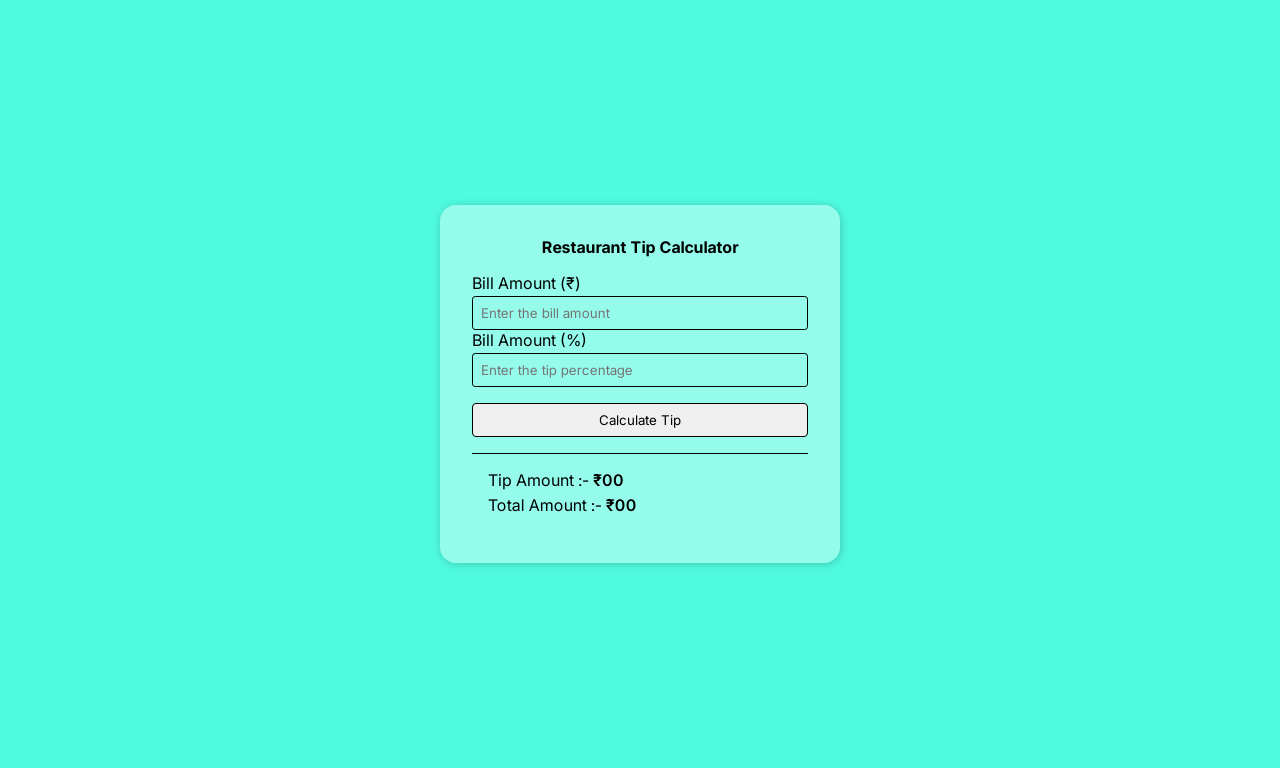 Restaurant Tip Calculator
Bill Amount (₹)
Enter the bill amount
Bill Amount (%)
Enter the tip percentage
Calculate Tip
Tip Amount :- ₹00
Total Amount :- ₹00